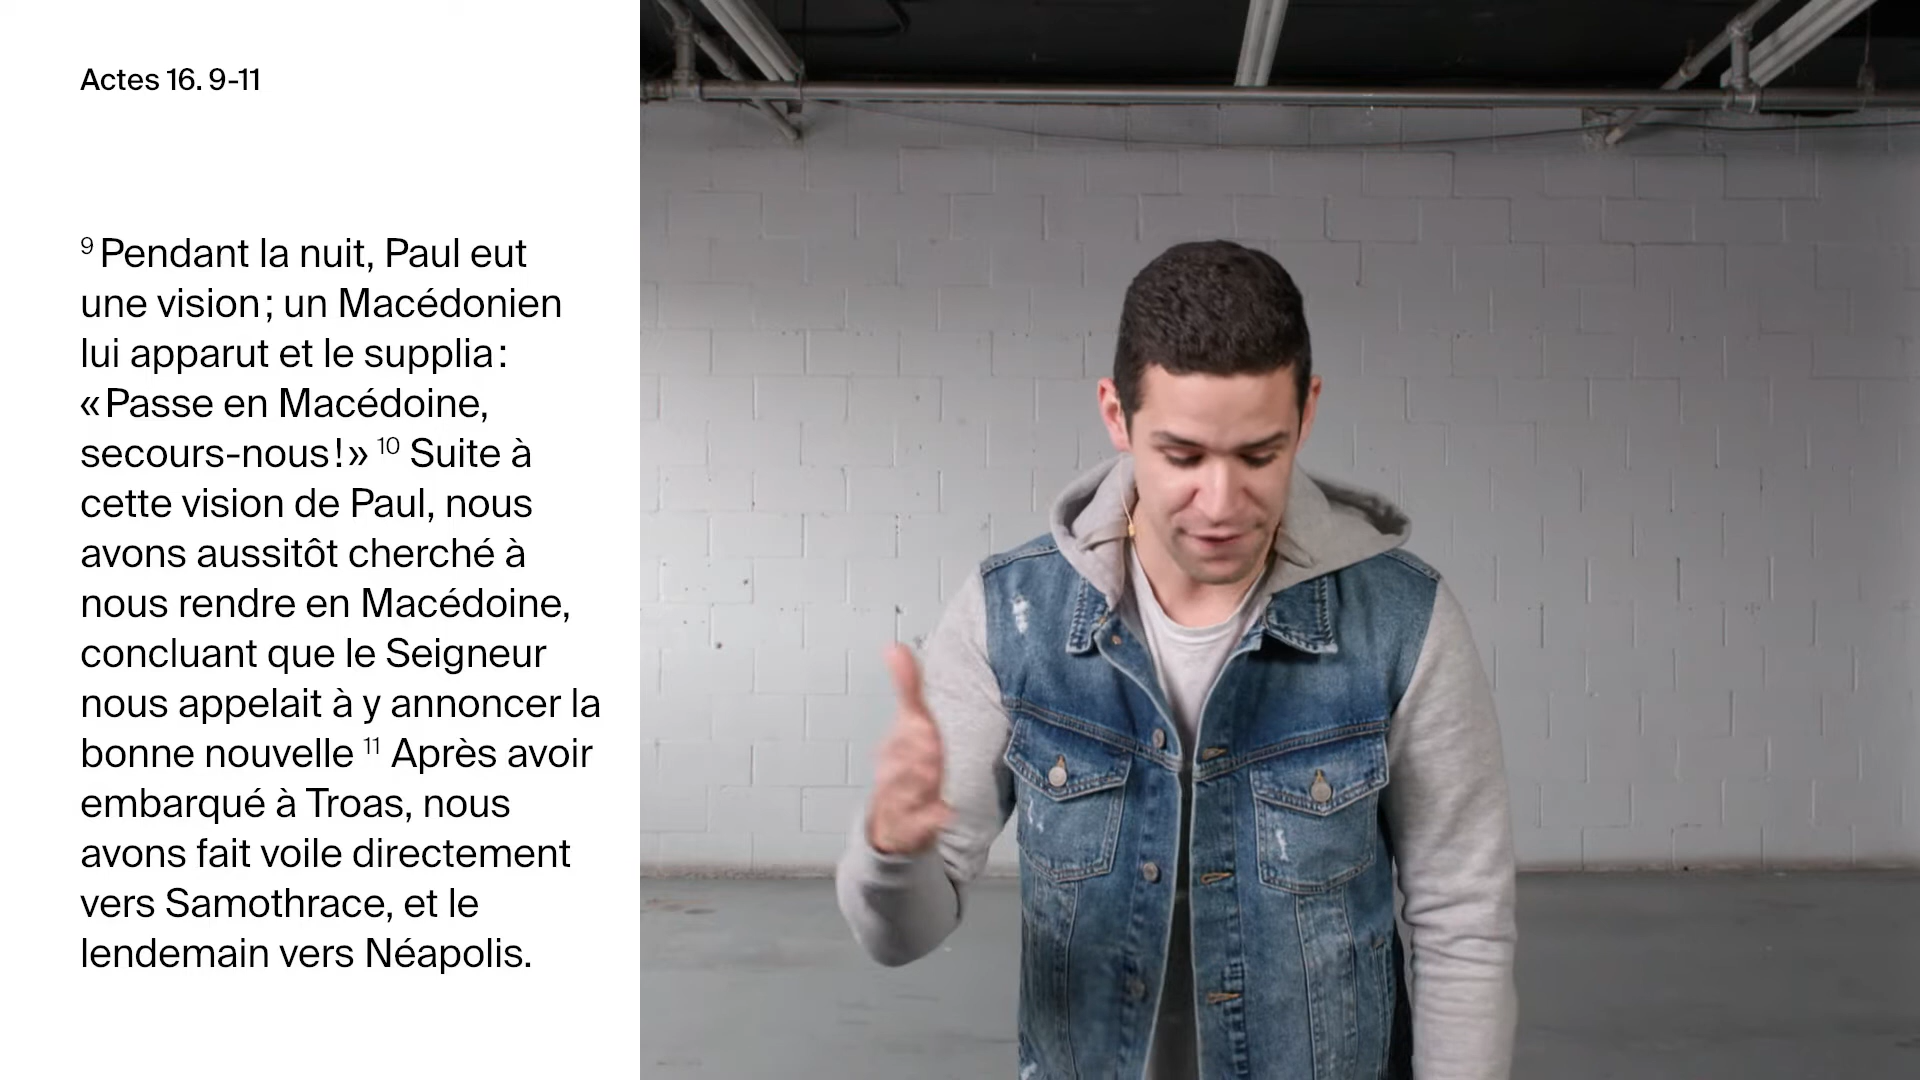 Actes 16. 9-11
⁹ Pendant la nuit, Paul eut
une vision ; un Macédonien
lui apparut et le supplia :
« Passe en Macédoine,
secours-nous ! » ¹⁰ Suite à
cette vision de Paul, nous
avons aussitôt cherché à
nous rendre en Macédoine,
concluant que le Seigneur
nous appelait à y annoncer la
bonne nouvelle ¹¹ Après avoir
embarqué à Troas, nous
avons fait voile directement
vers Samothrace, et le
lendemain vers Néapolis.